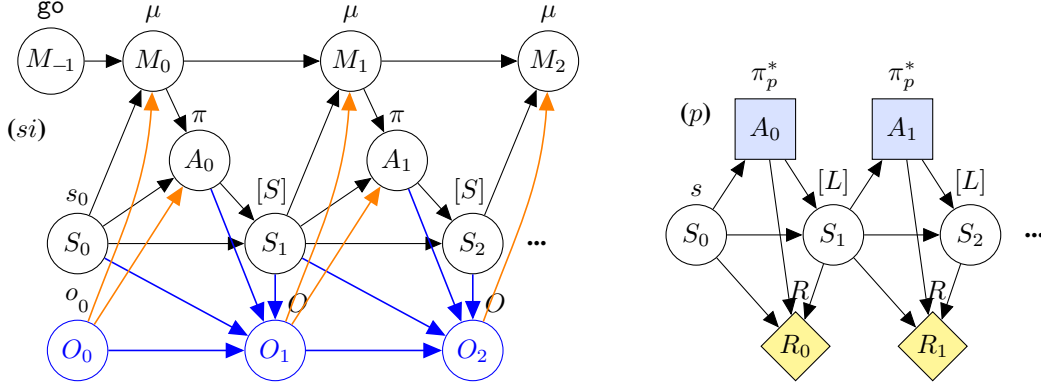 go μ μ μ
M₋₁ M₀ M₁ M₂
(si) π π
A₀ A₁
s₀ [S] [S]
S₀ S₁ S₂ ...
o₀ O O
O₀ O₁ O₂
π*ₚ π*ₚ
(p) A₀ A₁
s [L] [L]
S₀ S₁ S₂ ...
R R
R₀ R₁